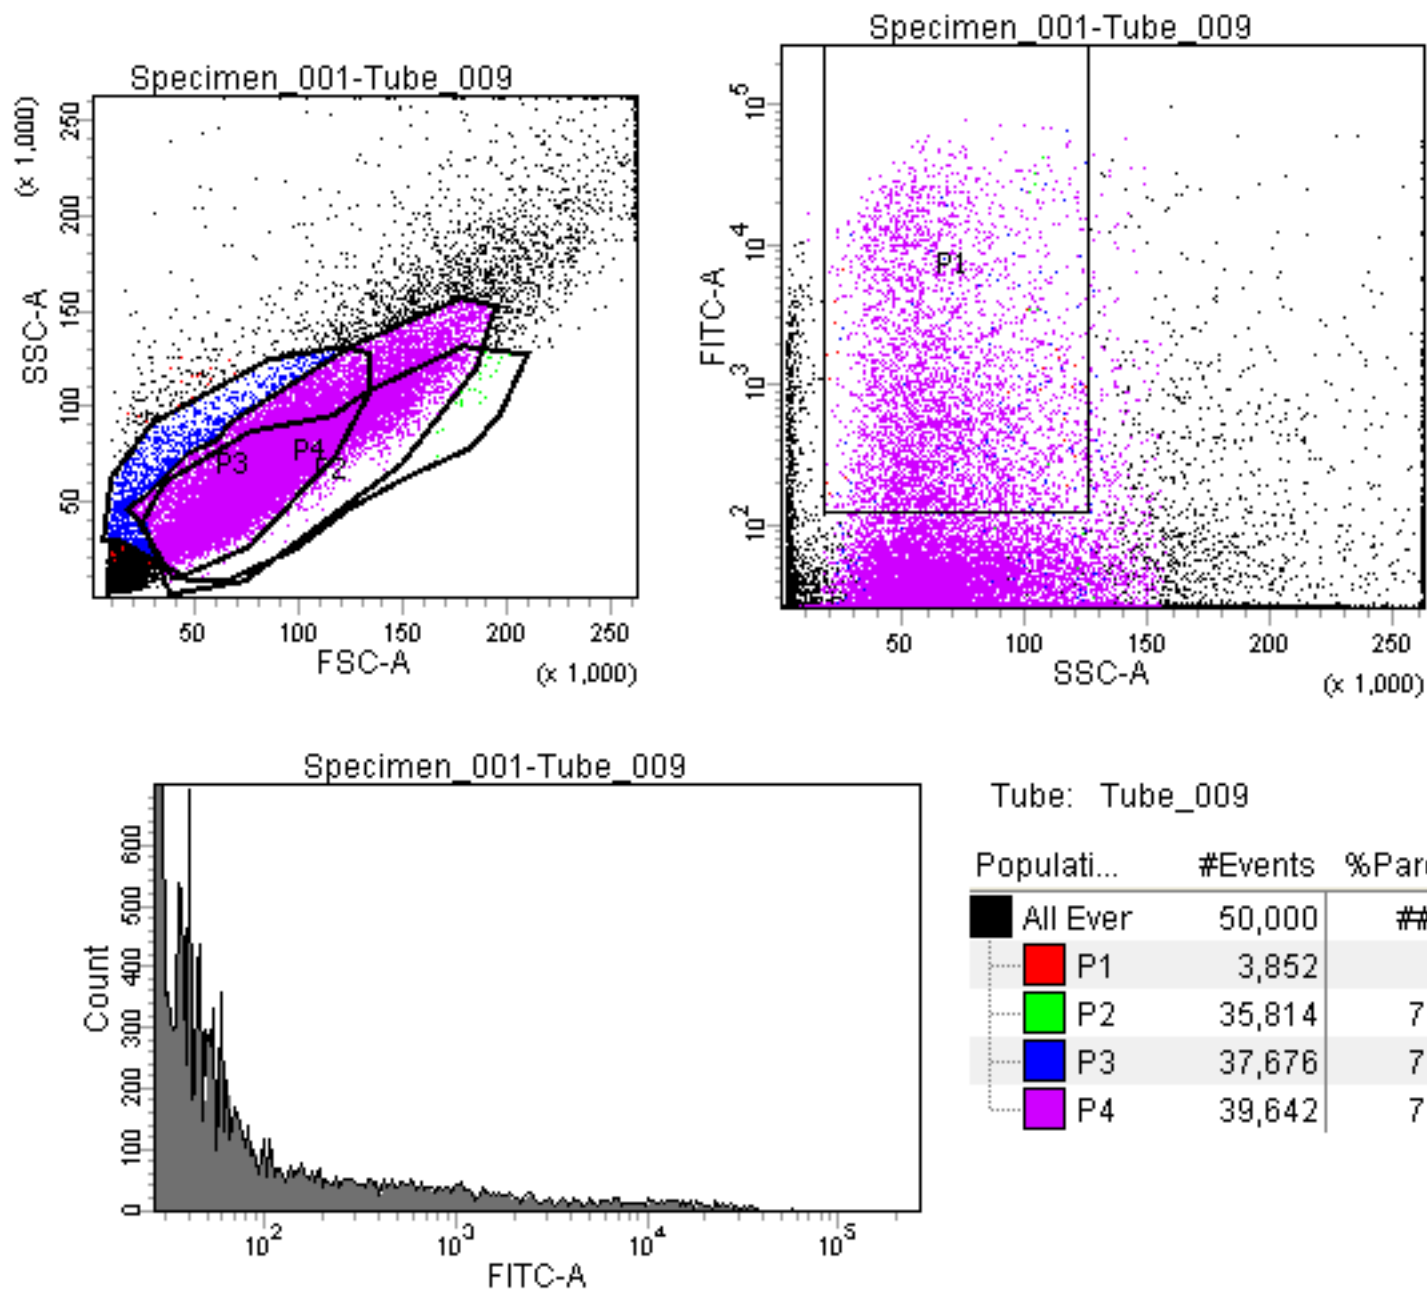 Specimen_001-Tube_009
(x 1,000)
SSC-A
250
200
150
100
50
P3
P4
P2
50 100 150 200 250
FSC-A
(x 1,000)
Specimen_001-Tube_009
FITC-A
10^5
10^4
10^3
10^2
P1
50 100 150 200 250
SSC-A
(x 1,000)
Specimen_001-Tube_009
Count
600
500
400
300
200
100
0
10^2 10^3 10^4 10^5
FITC-A
Tube: Tube_009
Populati... #Events %Pare
All Ever 50,000 ##
P1 3,852
P2 35,814 7
P3 37,676 7
P4 39,642 7